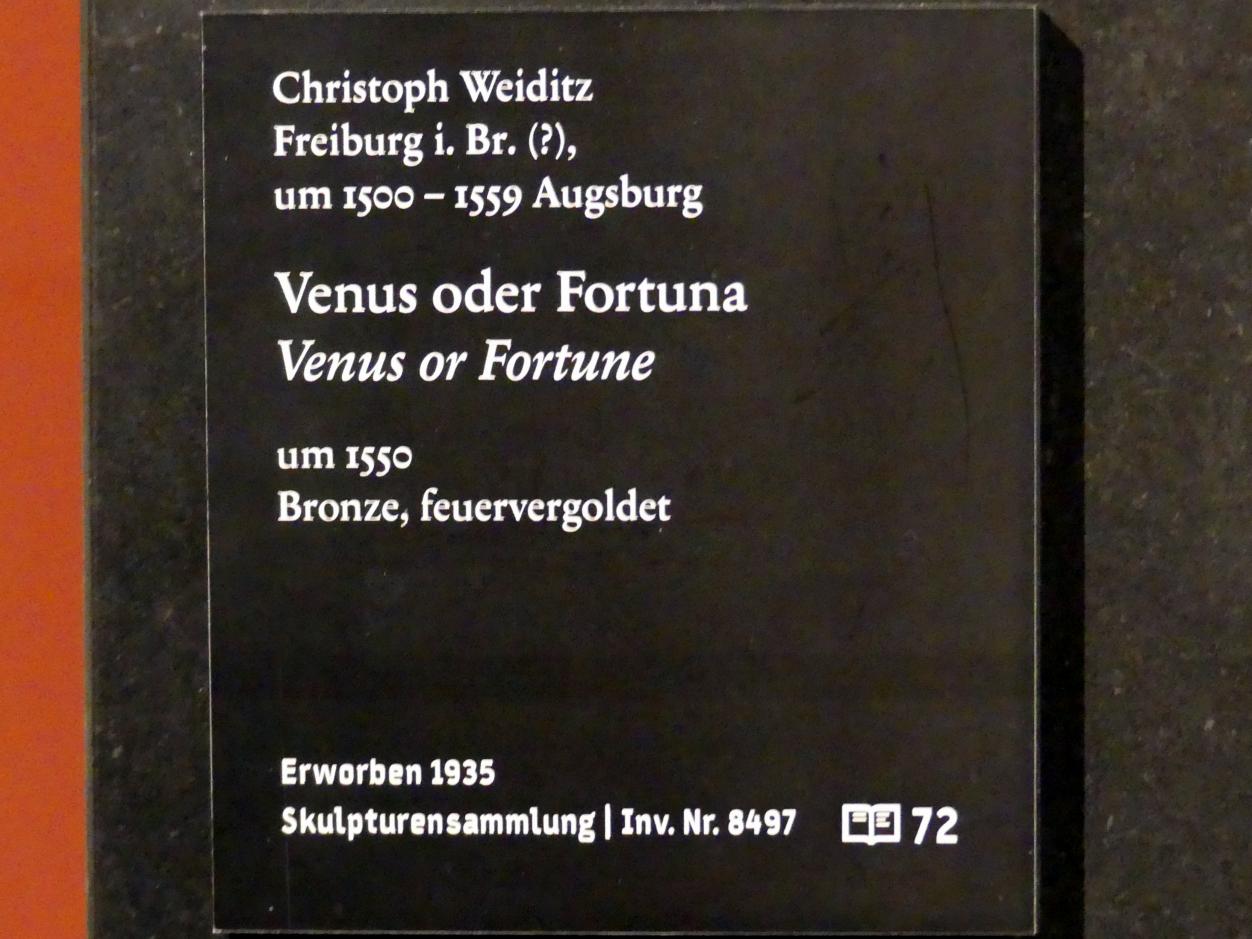 Christoph Weiditz
Freiburg i. Br. (?),
um 1500 – 1559 Augsburg
Venus oder Fortuna
Venus or Fortune
um 1550
Bronze, feuervergoldet
Erworben 1935
Skulpturensammlung | Inv. Nr. 8497 72